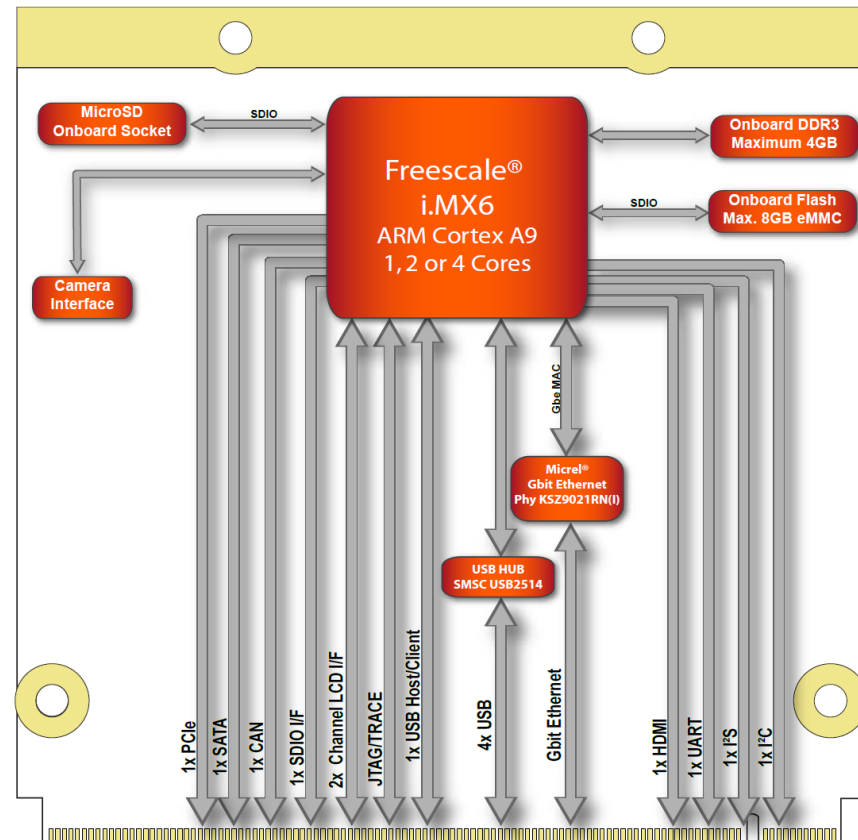 MicroSD
Onboard Socket
SDIO
Freescale®
i.MX6
ARM Cortex A9
1, 2 or 4 Cores
Onboard DDR3
Maximum 4GB
SDIO
Onboard Flash
Max. 8GB eMMC
Camera
Interface
Gbe MAC
Micrel®
Gbit Ethernet
Phy KSZ9021RN(I)
USB HUB
SMSC USB2514
1x PCIe
1x SATA
1x CAN
1x SDIO I/F
2x Channel LCD I/F
JTAG/TRACE
1x USB Host/Client
4x USB
Gbit Ethernet
1x HDMI
1x UART
1x I²S
1x I²C